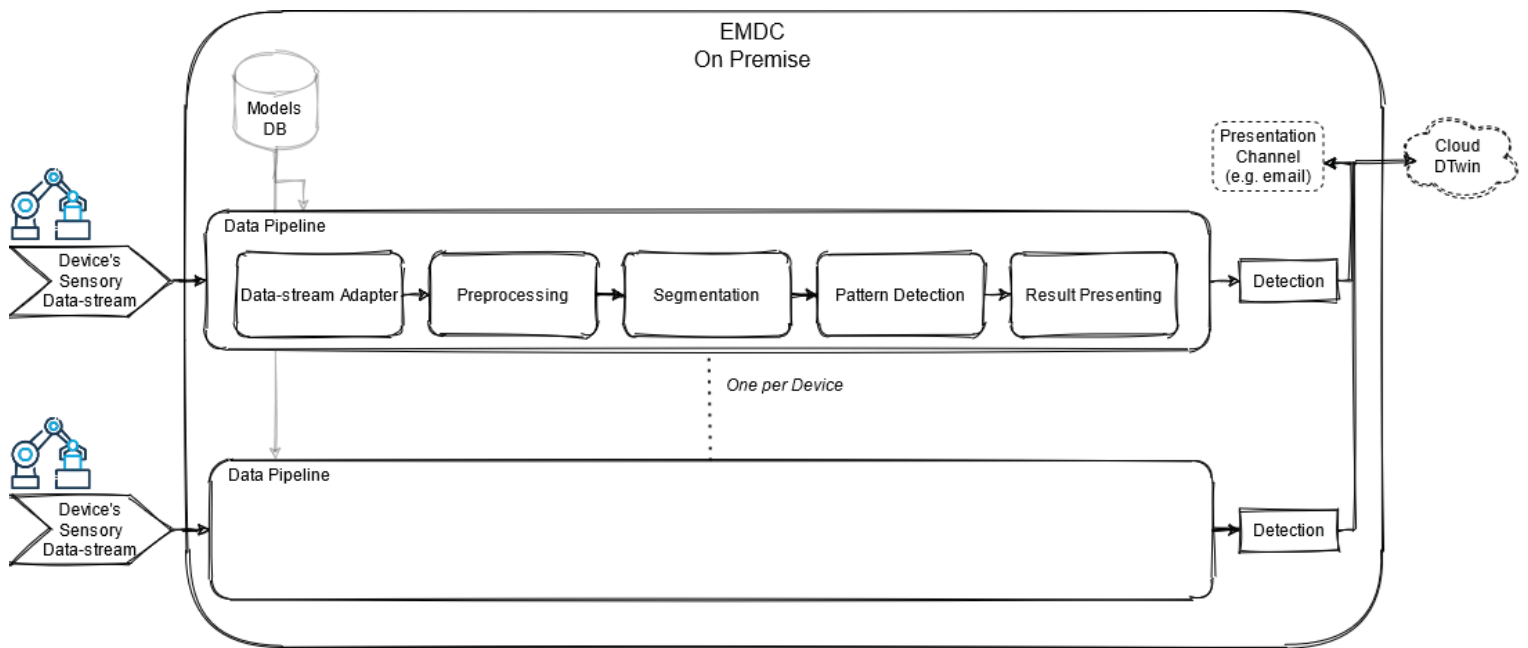 EMDC
On Premise
Models
DB
Presentation
Channel
(e.g. email)
Cloud
DTwin
Device's
Sensory
Data-stream
Data Pipeline
Data-stream Adapter
Preprocessing
Segmentation
Pattern Detection
Result Presenting
Detection
One per Device
Device's
Sensory
Data-stream
Data Pipeline
Detection